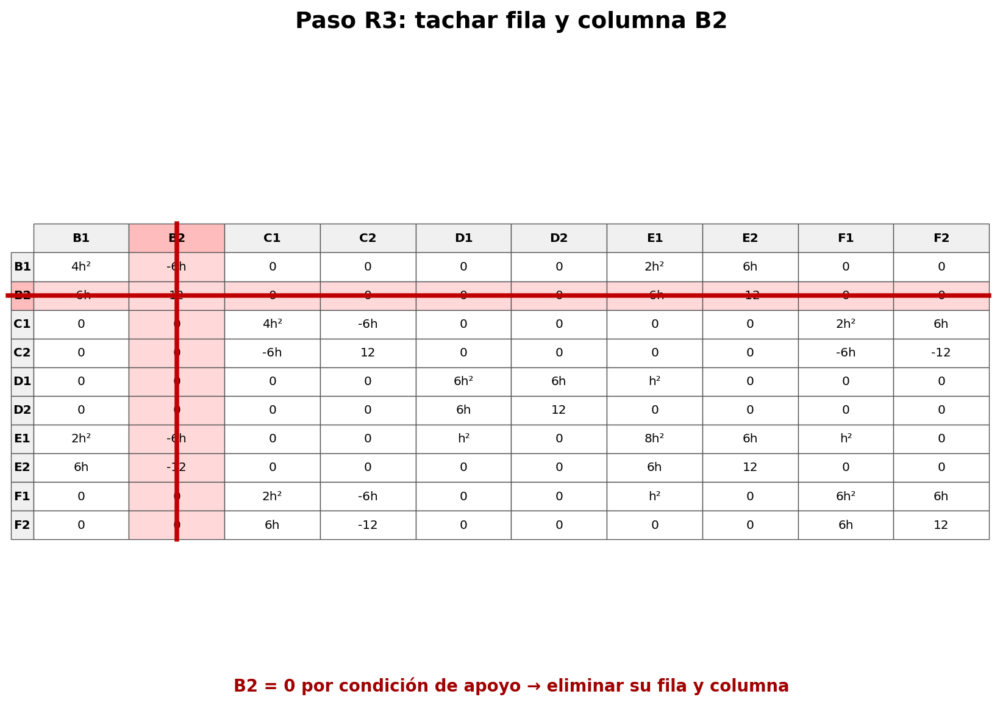 Paso R3: tachar fila y columna B2
B1 B2 C1 C2 D1 D2 E1 E2 F1 F2
B1 4h² -6h 0 0 0 0 2h² 6h 0 0
B2 -6h 12 0 0 0 0 -6h -12 0 0
C1 0 0 4h² -6h 0 0 0 0 2h² 6h
C2 0 0 -6h 12 0 0 0 0 -6h -12
D1 0 0 0 0 6h² 6h h² 0 0 0
D2 0 0 0 0 6h 12 0 0 0 0
E1 2h² -6h 0 0 h² 0 8h² 6h h² 0
E2 6h -12 0 0 0 0 6h 12 0 0
F1 0 0 2h² -6h 0 0 h² 0 6h² 6h
F2 0 0 6h -12 0 0 0 0 6h 12
B2 = 0 por condición de apoyo → eliminar su fila y columna